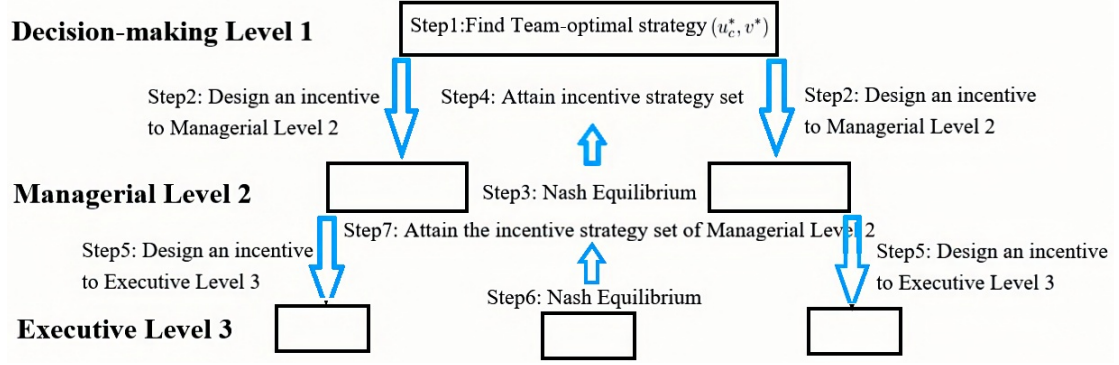 Decision-making Level 1
Step1:Find Team-optimal strategy (u_c^*, v^*)
Step2: Design an incentive
to Managerial Level 2
Step4: Attain incentive strategy set
Step2: Design an incentive
to Managerial Level 2
Managerial Level 2
Step3: Nash Equilibrium
Step7: Attain the incentive strategy set of Managerial Level 2
Step5: Design an incentive
to Executive Level 3
Step5: Design an incentive
to Executive Level 3
Step6: Nash Equilibrium
Executive Level 3